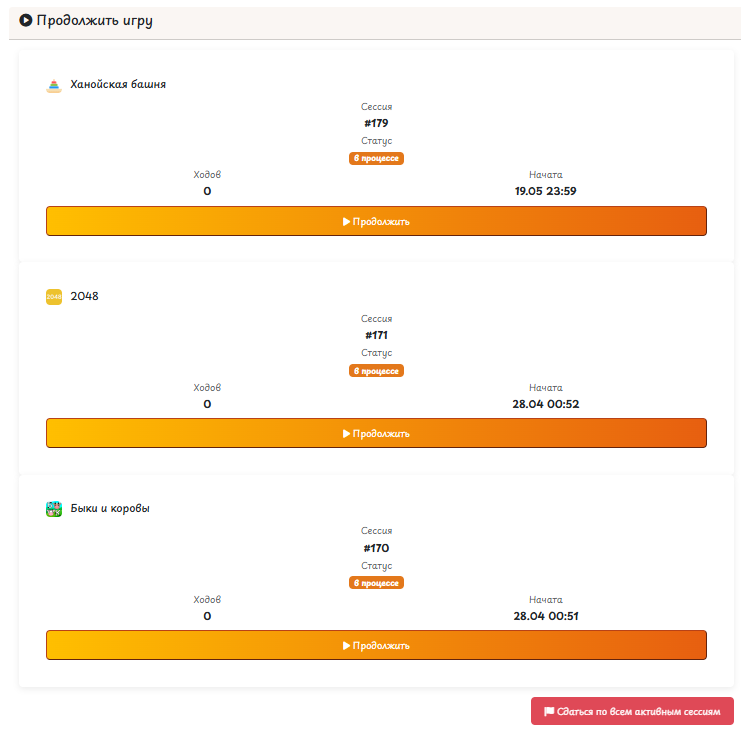 Продолжить игру
Ханойская башня
Сессия
#179
Статус
в процессе
Ходов Начата
0 19.05 23:59
Продолжить
2048 2048
Сессия
#171
Статус
в процессе
Ходов Начата
0 28.04 00:52
Продолжить
Быки и коровы
Сессия
#170
Статус
в процессе
Ходов Начата
0 28.04 00:51
Продолжить
Сдаться по всем активным сессиям